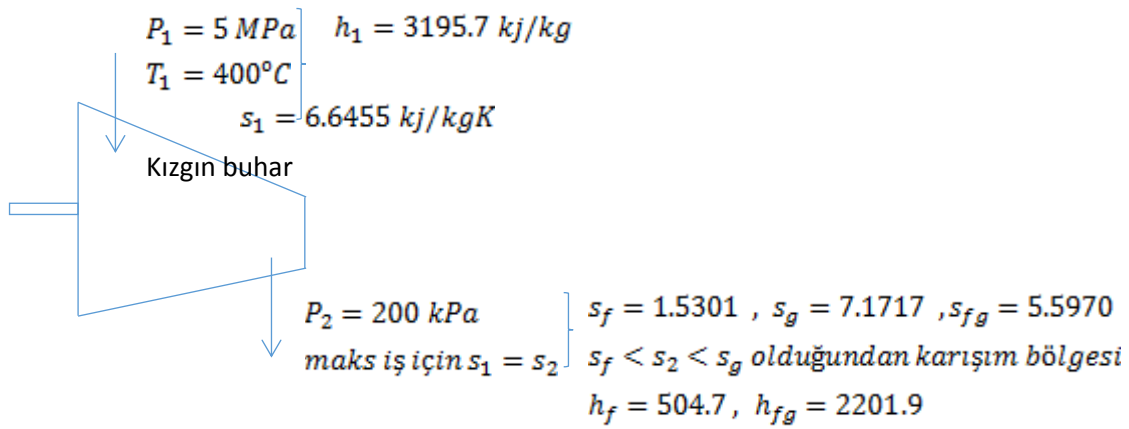 P₁ = 5 MPa h₁ = 3195.7 kj/kg
T₁ = 400°C
s₁ = 6.6455 kj/kgK
Kızgın buhar
P₂ = 200 kPa
maks iş için s₁ = s₂
s_f = 1.5301 , s_g = 7.1717 ,s_fg = 5.5970
s_f < s₂ < s_g olduğundan karışım bölgesi
h_f = 504.7 , h_fg = 2201.9